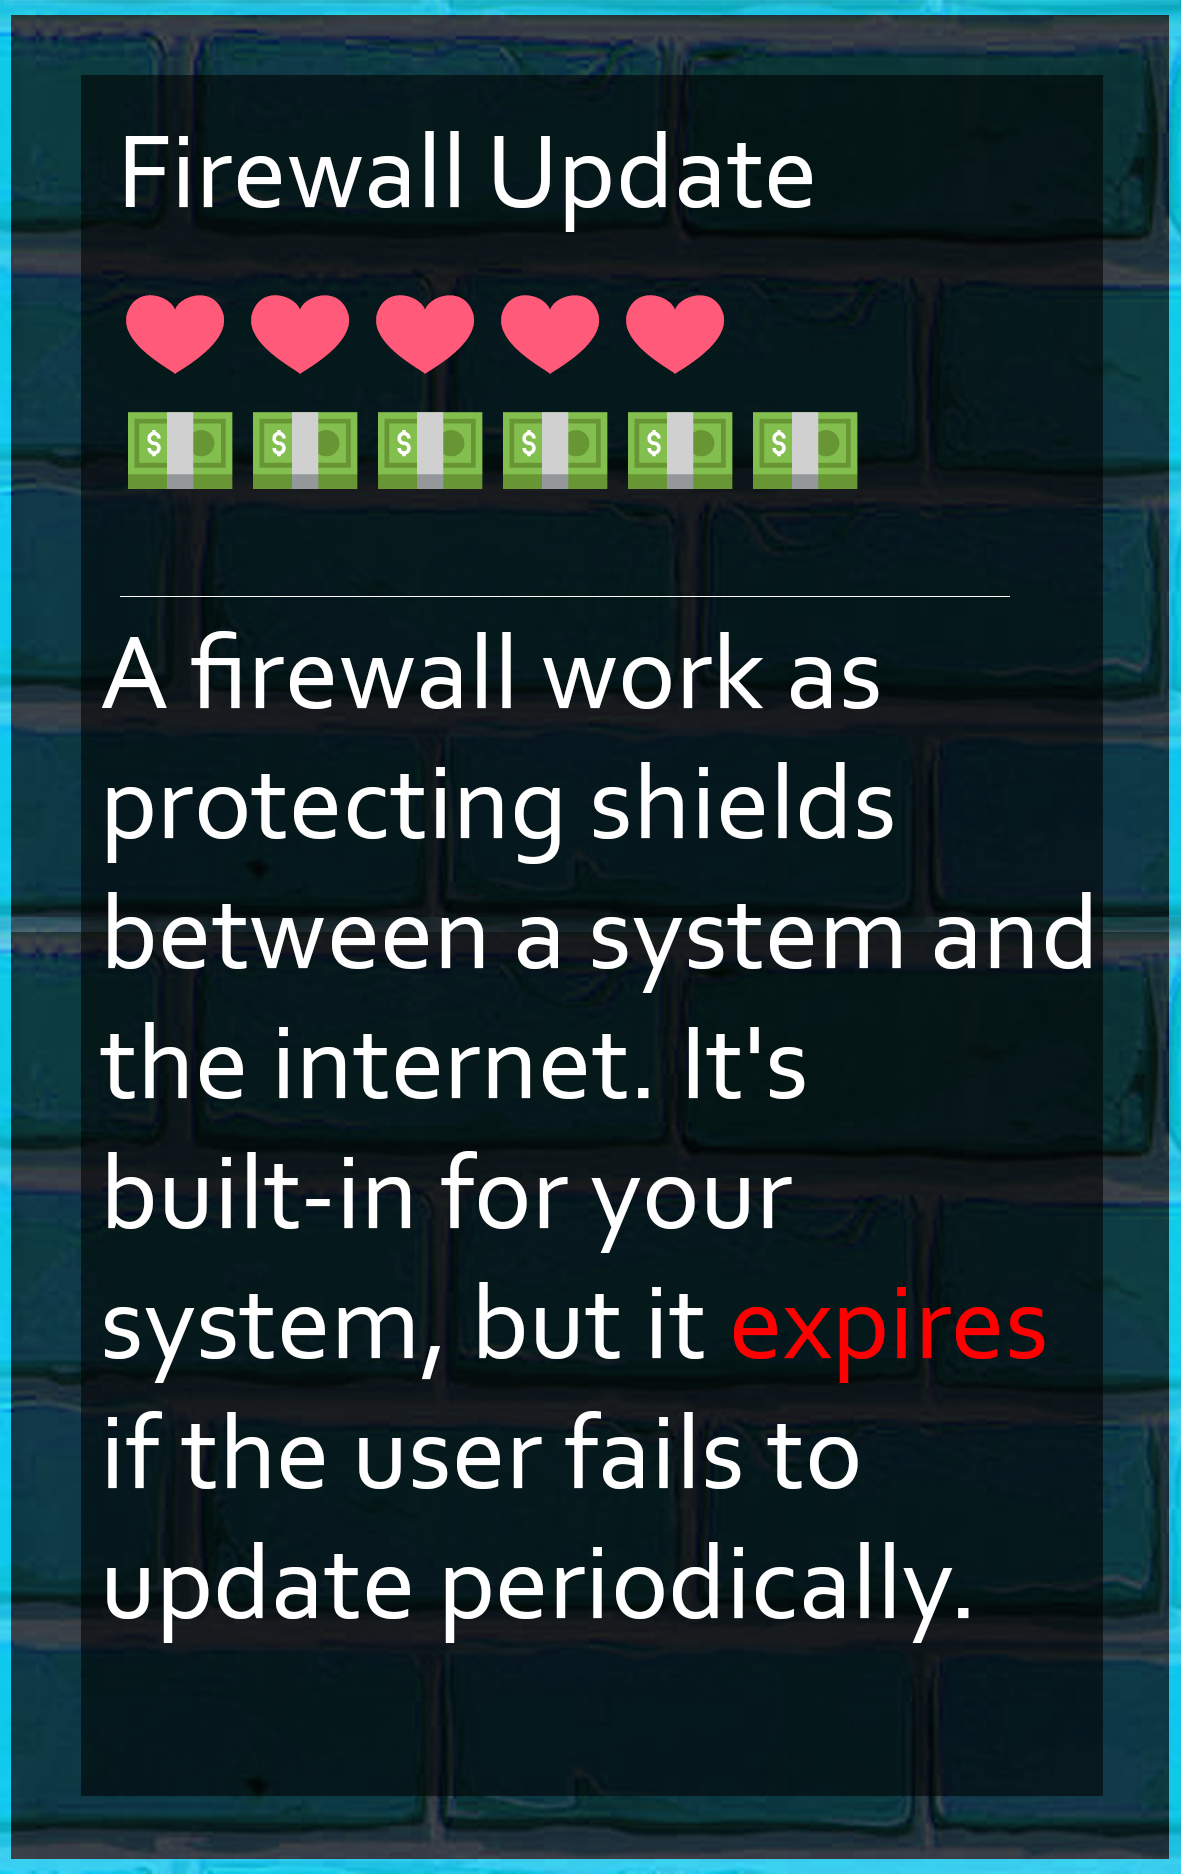 Firewall Update
A firewall work as
protecting shields
between a system and
the internet. It's
built-in for your
system, but it expires
if the user fails to
update periodically.